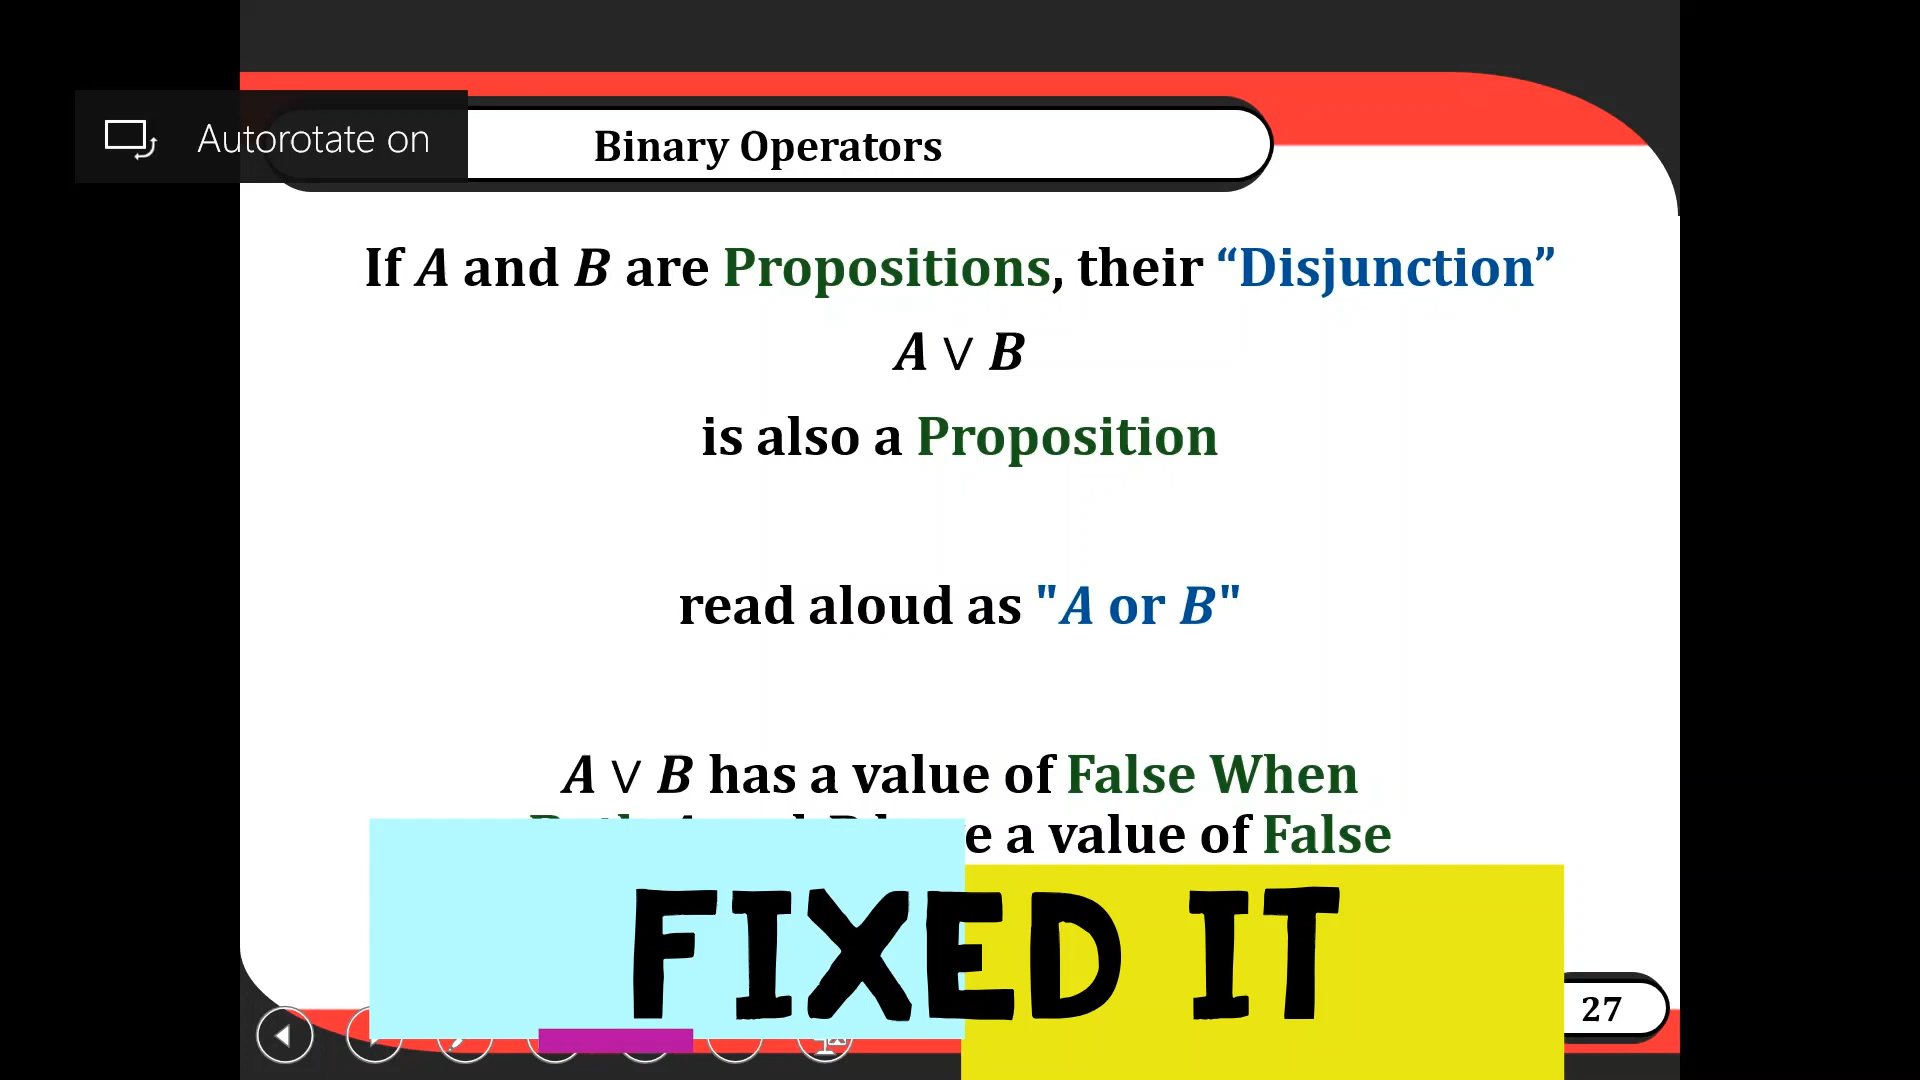 Autorotate on
Binary Operators
If A and B are Propositions, their “Disjunction”
A ∨ B
is also a Proposition
read aloud as "A or B"
A ∨ B has a value of False When
a value of False
FIXED IT
27